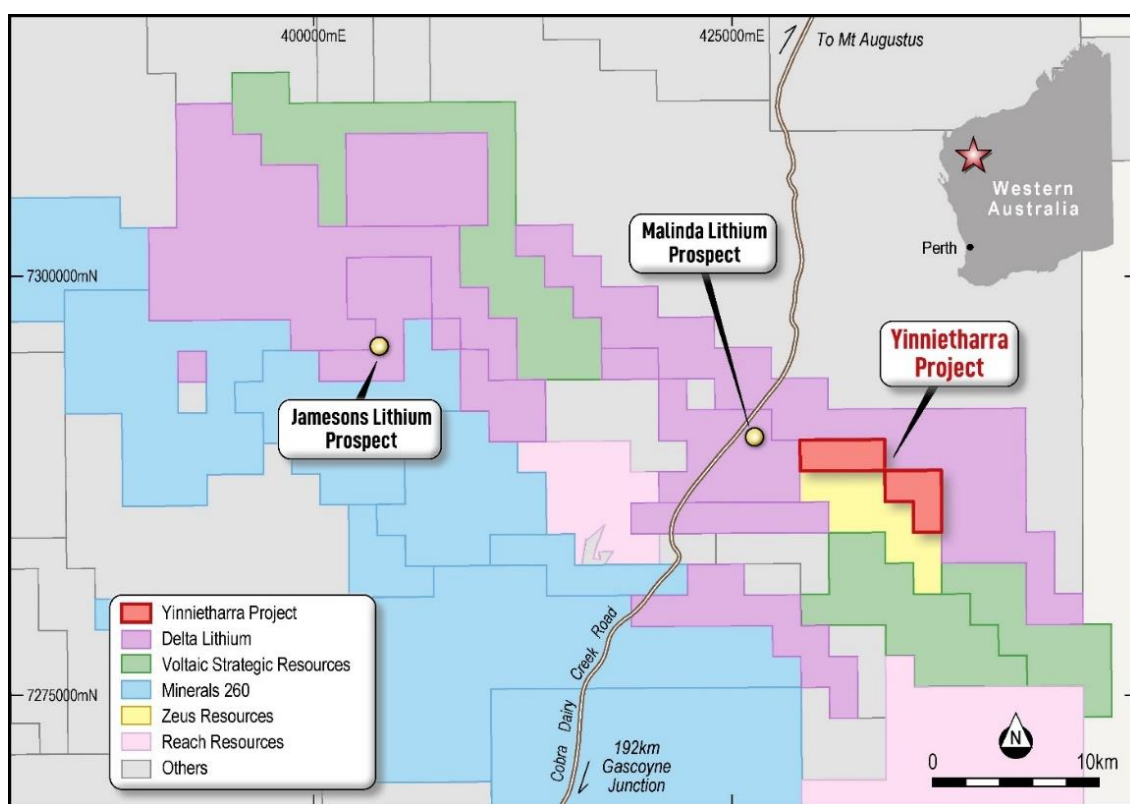 400000mE
425000mE
To Mt Augustus
Western
Australia
Perth
Malinda Lithium
Prospect
7300000mN
Yinnietharra
Project
Jamesons Lithium
Prospect
Cobra Dairy Creek Road
7275000mN
192km
Gascoyne
Junction
Yinnietharra Project
Delta Lithium
Voltaic Strategic Resources
Minerals 260
Zeus Resources
Reach Resources
Others
N
0 10km